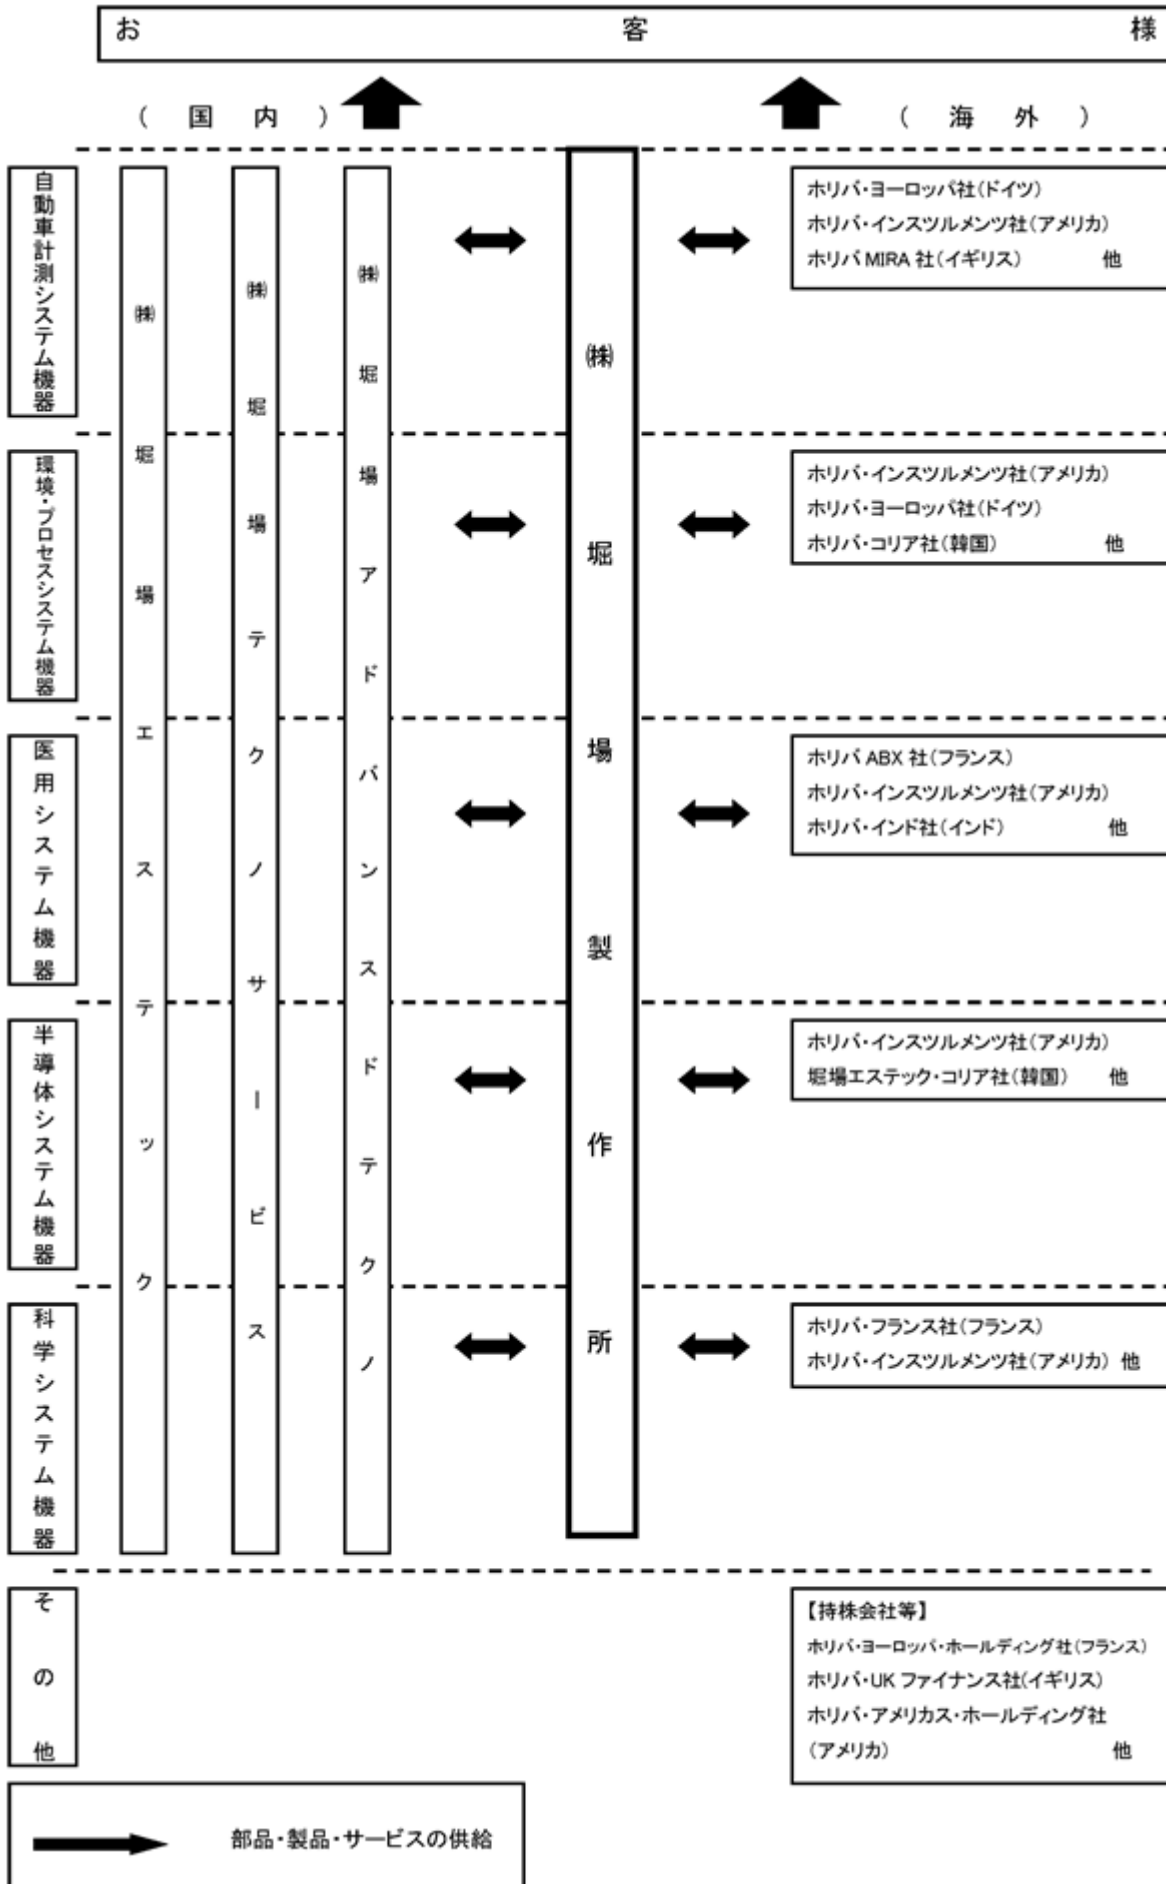 お客様
（国内）
（海外）
自動車計測システム機器
㈱堀場エステック
㈱堀場テクノサービス
㈱堀場アドバンスドテクノ
㈱堀場製作所
ホリバ・ヨーロッパ社(ドイツ)
ホリバ・インスツルメンツ社(アメリカ)
ホリバ MIRA 社(イギリス) 他
環境・プロセスシステム機器
ホリバ・インスツルメンツ社(アメリカ)
ホリバ・ヨーロッパ社(ドイツ)
ホリバ・コリア社(韓国) 他
医用システム機器
ホリバ ABX 社(フランス)
ホリバ・インスツルメンツ社(アメリカ)
ホリバ・インド社(インド) 他
半導体システム機器
ホリバ・インスツルメンツ社(アメリカ)
堀場エステック・コリア社(韓国) 他
科学システム機器
ホリバ・フランス社(フランス)
ホリバ・インスツルメンツ社(アメリカ) 他
その他
【持株会社等】
ホリバ・ヨーロッパ・ホールディング社(フランス)
ホリバ・UK ファイナンス社(イギリス)
ホリバ・アメリカス・ホールディング社
(アメリカ) 他
部品・製品・サービスの供給